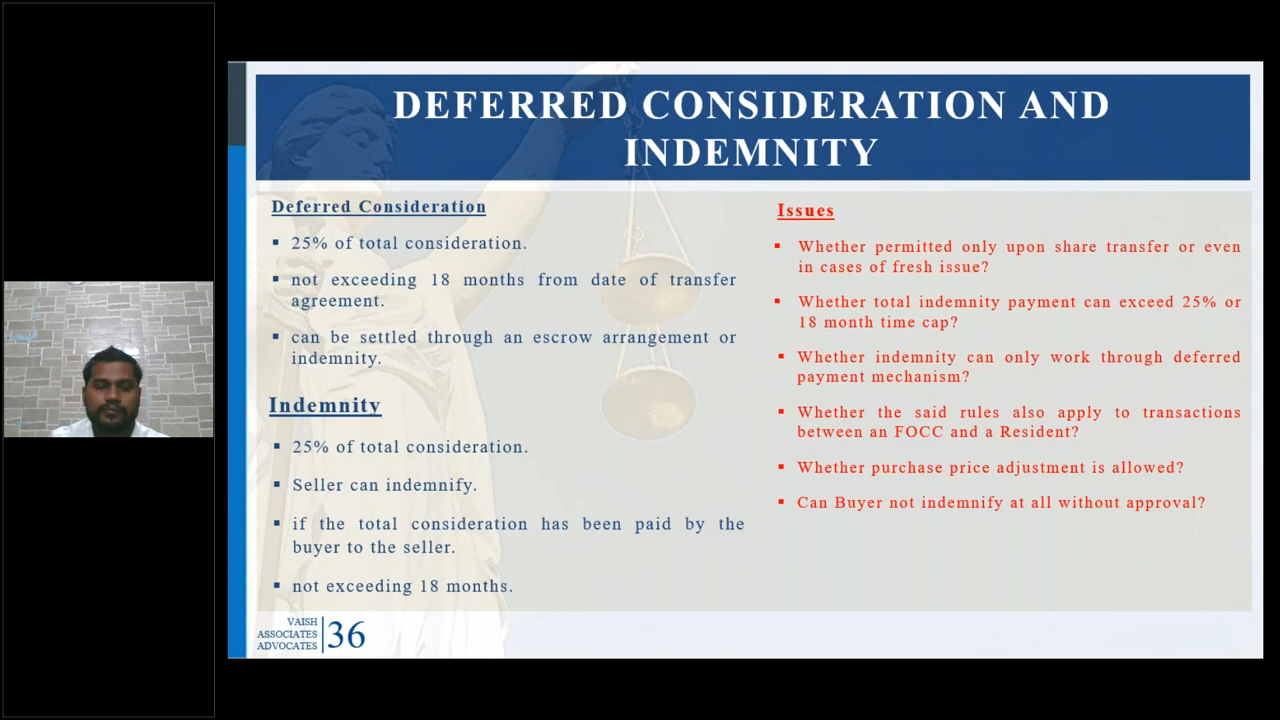 DEFERRED CONSIDERATION AND
INDEMNITY
Deferred Consideration
▪ 25% of total consideration.
▪ not exceeding 18 months from date of transfer
agreement.
▪ can be settled through an escrow arrangement or
indemnity.
Indemnity
▪ 25% of total consideration.
▪ Seller can indemnify.
▪ if the total consideration has been paid by the
buyer to the seller.
▪ not exceeding 18 months.
Issues
▪ Whether permitted only upon share transfer or even
in cases of fresh issue?
▪ Whether total indemnity payment can exceed 25% or
18 month time cap?
▪ Whether indemnity can only work through deferred
payment mechanism?
▪ Whether the said rules also apply to transactions
between an FOCC and a Resident?
▪ Whether purchase price adjustment is allowed?
▪ Can Buyer not indemnify at all without approval?
VAISH
ASSOCIATES
ADVOCATES
36